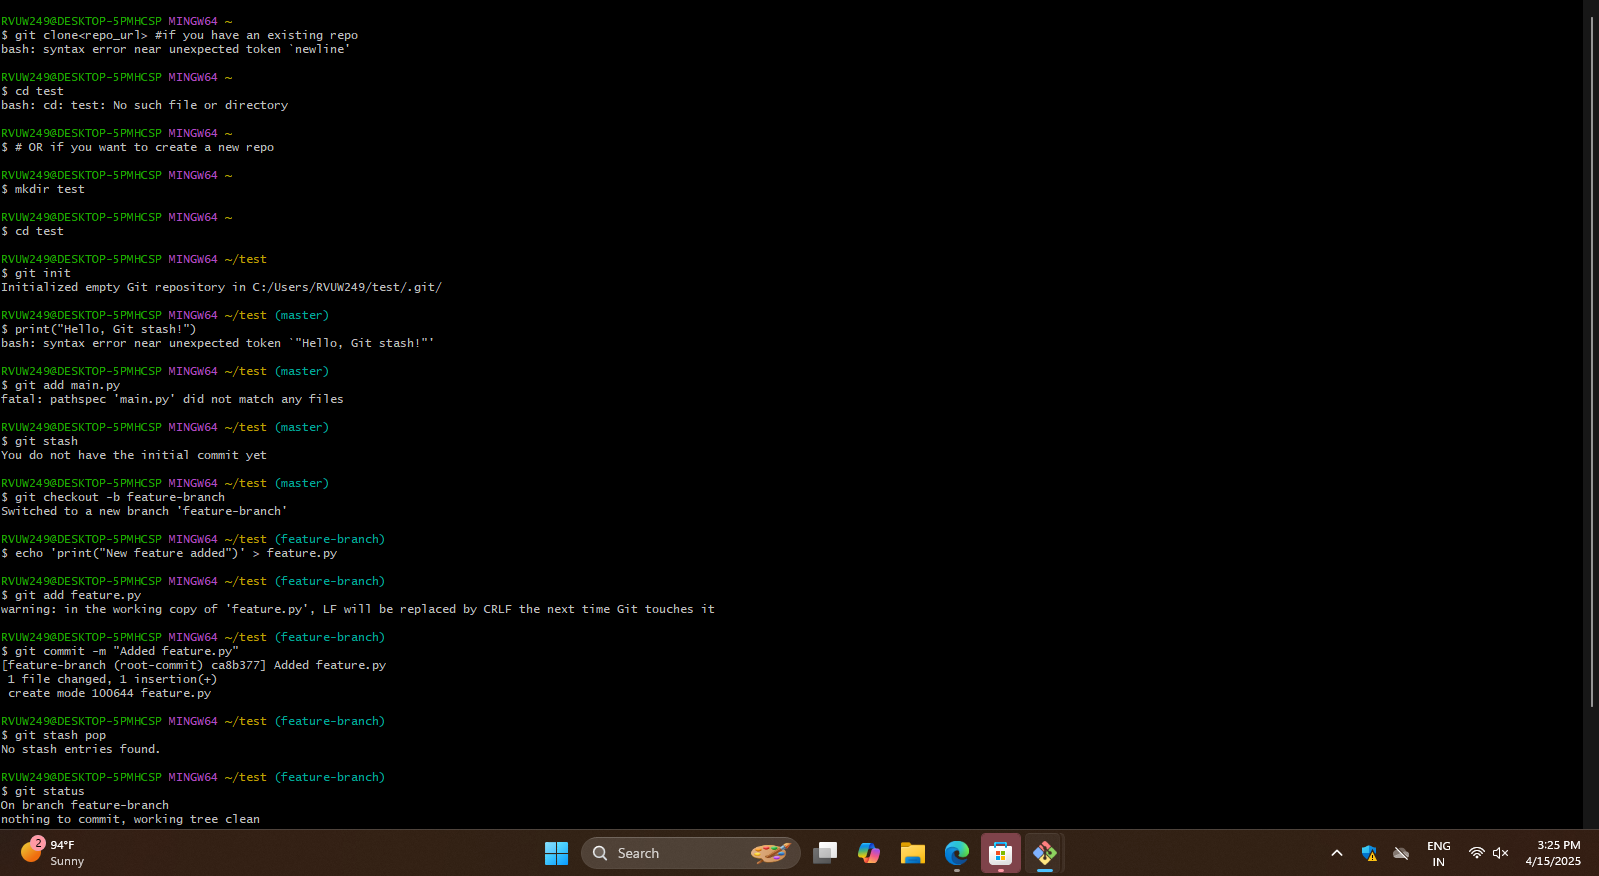 RVUW249@DESKTOP-5PMHCSP MINGW64 ~
$ git clone<repo_url> #if you have an existing repo
bash: syntax error near unexpected token `newline'
RVUW249@DESKTOP-5PMHCSP MINGW64 ~
$ cd test
bash: cd: test: No such file or directory
RVUW249@DESKTOP-5PMHCSP MINGW64 ~
$ # OR if you want to create a new repo
RVUW249@DESKTOP-5PMHCSP MINGW64 ~
$ mkdir test
RVUW249@DESKTOP-5PMHCSP MINGW64 ~
$ cd test
RVUW249@DESKTOP-5PMHCSP MINGW64 ~/test
$ git init
Initialized empty Git repository in C:/Users/RVUW249/test/.git/
RVUW249@DESKTOP-5PMHCSP MINGW64 ~/test (master)
$ print("Hello, Git stash!")
bash: syntax error near unexpected token `"Hello, Git stash!"'
RVUW249@DESKTOP-5PMHCSP MINGW64 ~/test (master)
$ git add main.py
fatal: pathspec 'main.py' did not match any files
RVUW249@DESKTOP-5PMHCSP MINGW64 ~/test (master)
$ git stash
You do not have the initial commit yet
RVUW249@DESKTOP-5PMHCSP MINGW64 ~/test (master)
$ git checkout -b feature-branch
Switched to a new branch 'feature-branch'
RVUW249@DESKTOP-5PMHCSP MINGW64 ~/test (feature-branch)
$ echo 'print("New feature added")' > feature.py
RVUW249@DESKTOP-5PMHCSP MINGW64 ~/test (feature-branch)
$ git add feature.py
warning: in the working copy of 'feature.py', LF will be replaced by CRLF the next time Git touches it
RVUW249@DESKTOP-5PMHCSP MINGW64 ~/test (feature-branch)
$ git commit -m "Added feature.py"
[feature-branch (root-commit) ca8b377] Added feature.py
 1 file changed, 1 insertion(+)
 create mode 100644 feature.py
RVUW249@DESKTOP-5PMHCSP MINGW64 ~/test (feature-branch)
$ git stash pop
No stash entries found.
RVUW249@DESKTOP-5PMHCSP MINGW64 ~/test (feature-branch)
$ git status
On branch feature-branch
nothing to commit, working tree clean
2
94°F
Sunny
Search
ENG
IN
3:25 PM
4/15/2025